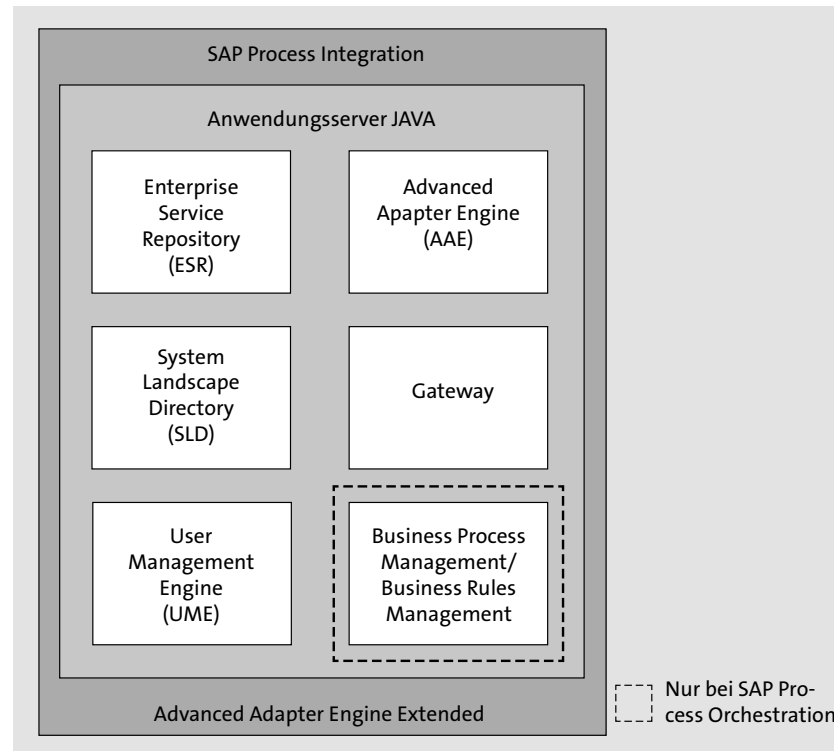 SAP Process Integration
Anwendungsserver JAVA
Enterprise
Service
Repository
(ESR)
Advanced
Apapter Engine
(AAE)
System
Landscape
Directory
(SLD)
Gateway
User
Management
Engine
(UME)
Business Process
Management/
Business Rules
Management
Advanced Adapter Engine Extended
Nur bei SAP Pro-
cess Orchestration